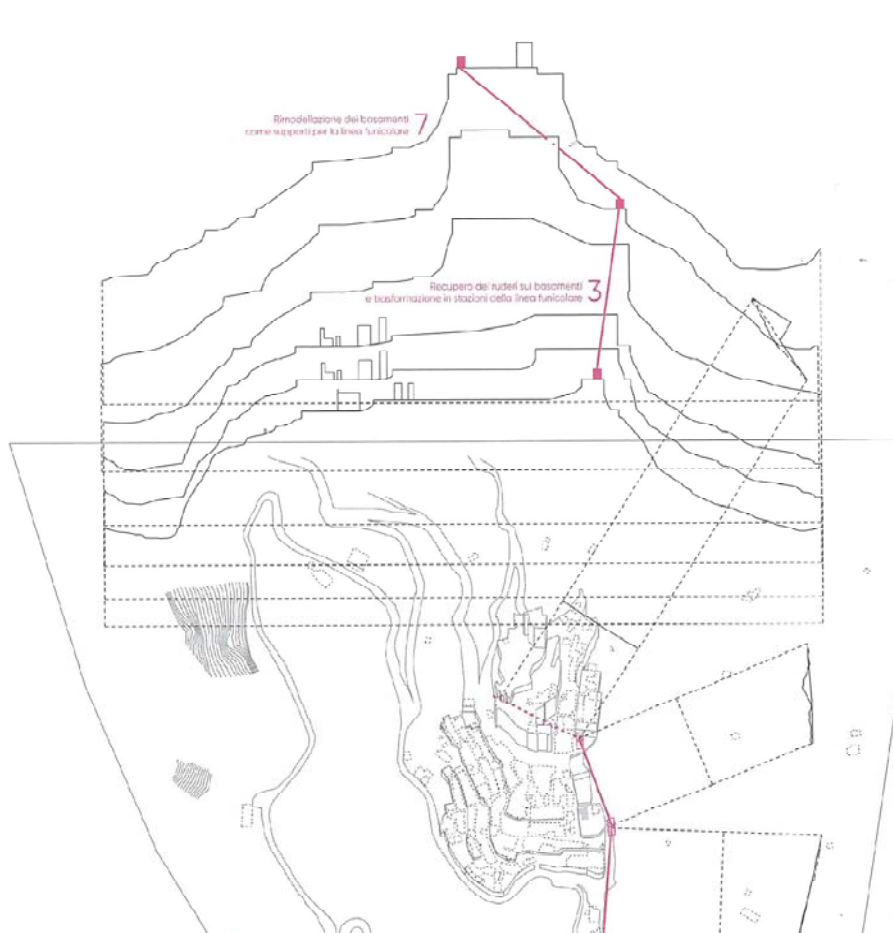 Rimodellazione dei basamenti
come supporti per la linea funicolare
7
Recupero dei ruderi sui basamenti
e trasformazione in stazioni della linea funicolare
3